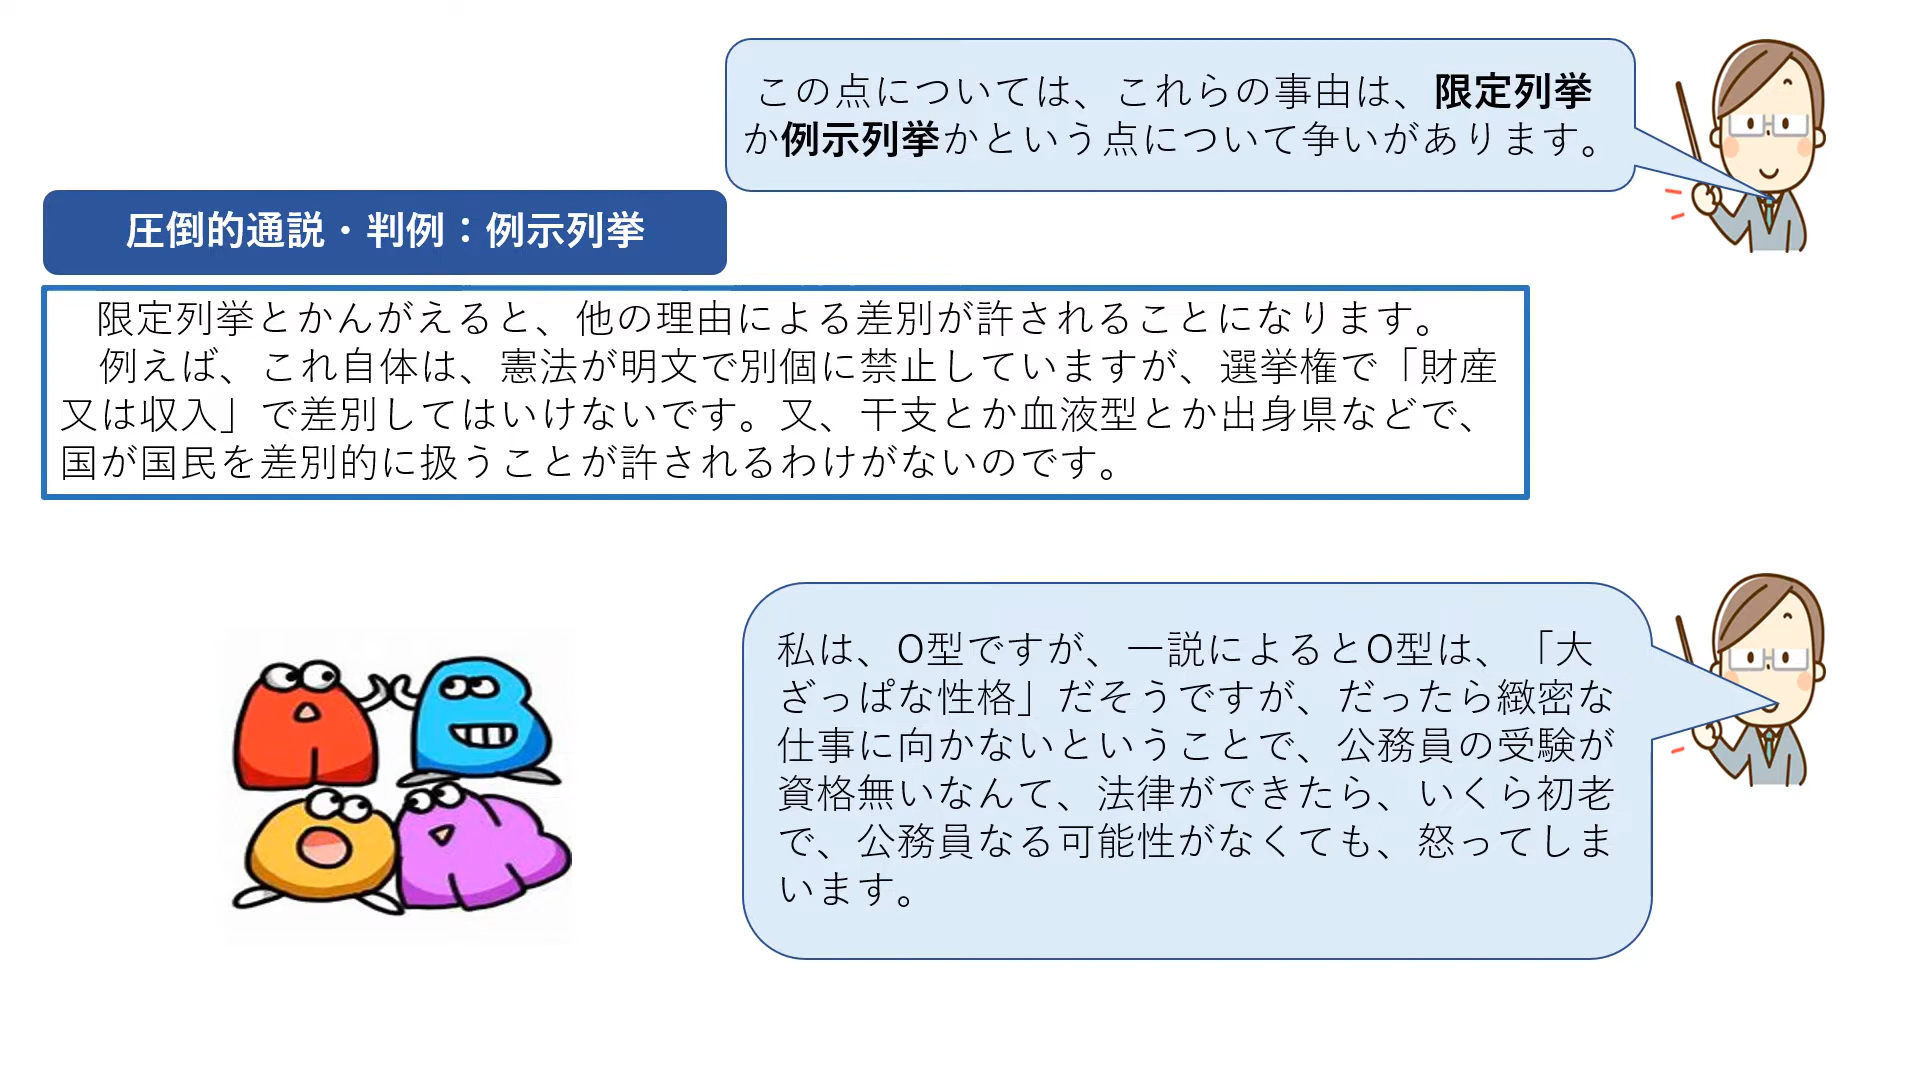 この点については、これらの事由は、限定列挙
か例示列挙かという点について争いがあります。
圧倒的通説・判例：例示列挙
限定列挙とかんがえると、他の理由による差別が許されることになります。
例えば、これ自体は、憲法が明文で別個に禁止していますが、選挙権で「財産
又は収入」で差別してはいけないです。又、干支とか血液型とか出身県などで、
国が国民を差別的に扱うことが許されるわけがないのです。
私は、O型ですが、一説によるとO型は、「大
ざっぱな性格」だそうですが、だったら緻密な
仕事に向かないということで、公務員の受験が
資格無いなんて、法律ができたら、いくら初老
で、公務員なる可能性がなくても、怒ってしま
います。